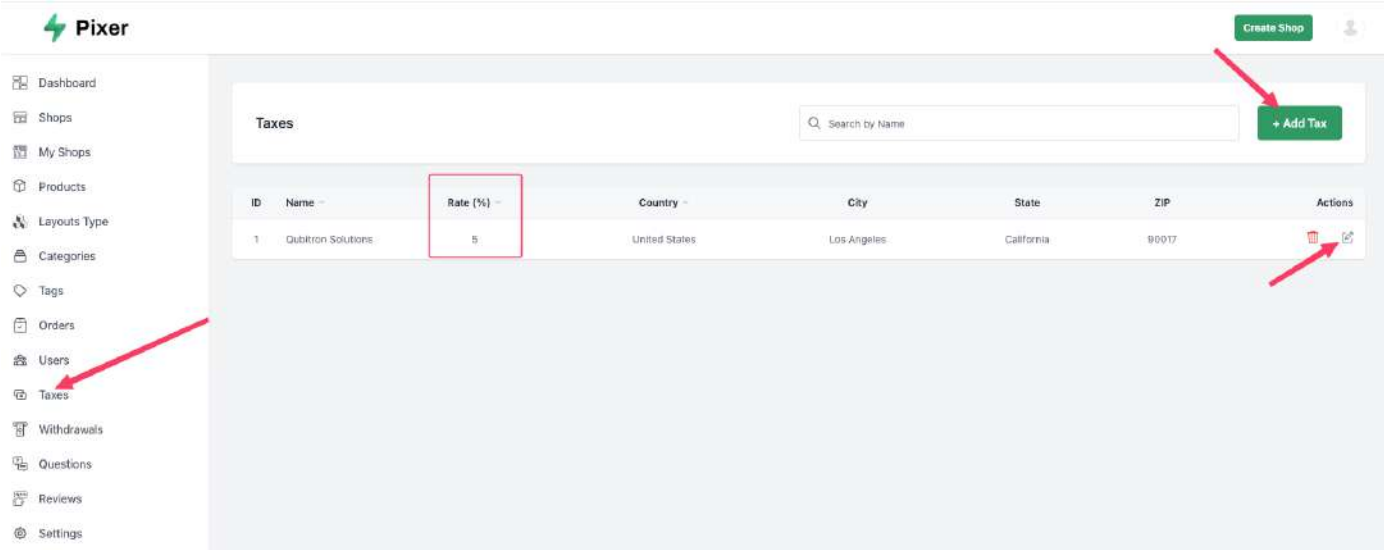 Pixer
Create Shop
Dashboard
Shops
My Shops
Products
Layouts Type
Categories
Tags
Orders
Users
Taxes
Withdrawals
Questions
Reviews
Settings
Taxes
Search by Name
+ Add Tax
ID Name Rate (%) Country City State ZIP Actions
1 Qubitron Solutions 5 United States Los Angeles California 90017